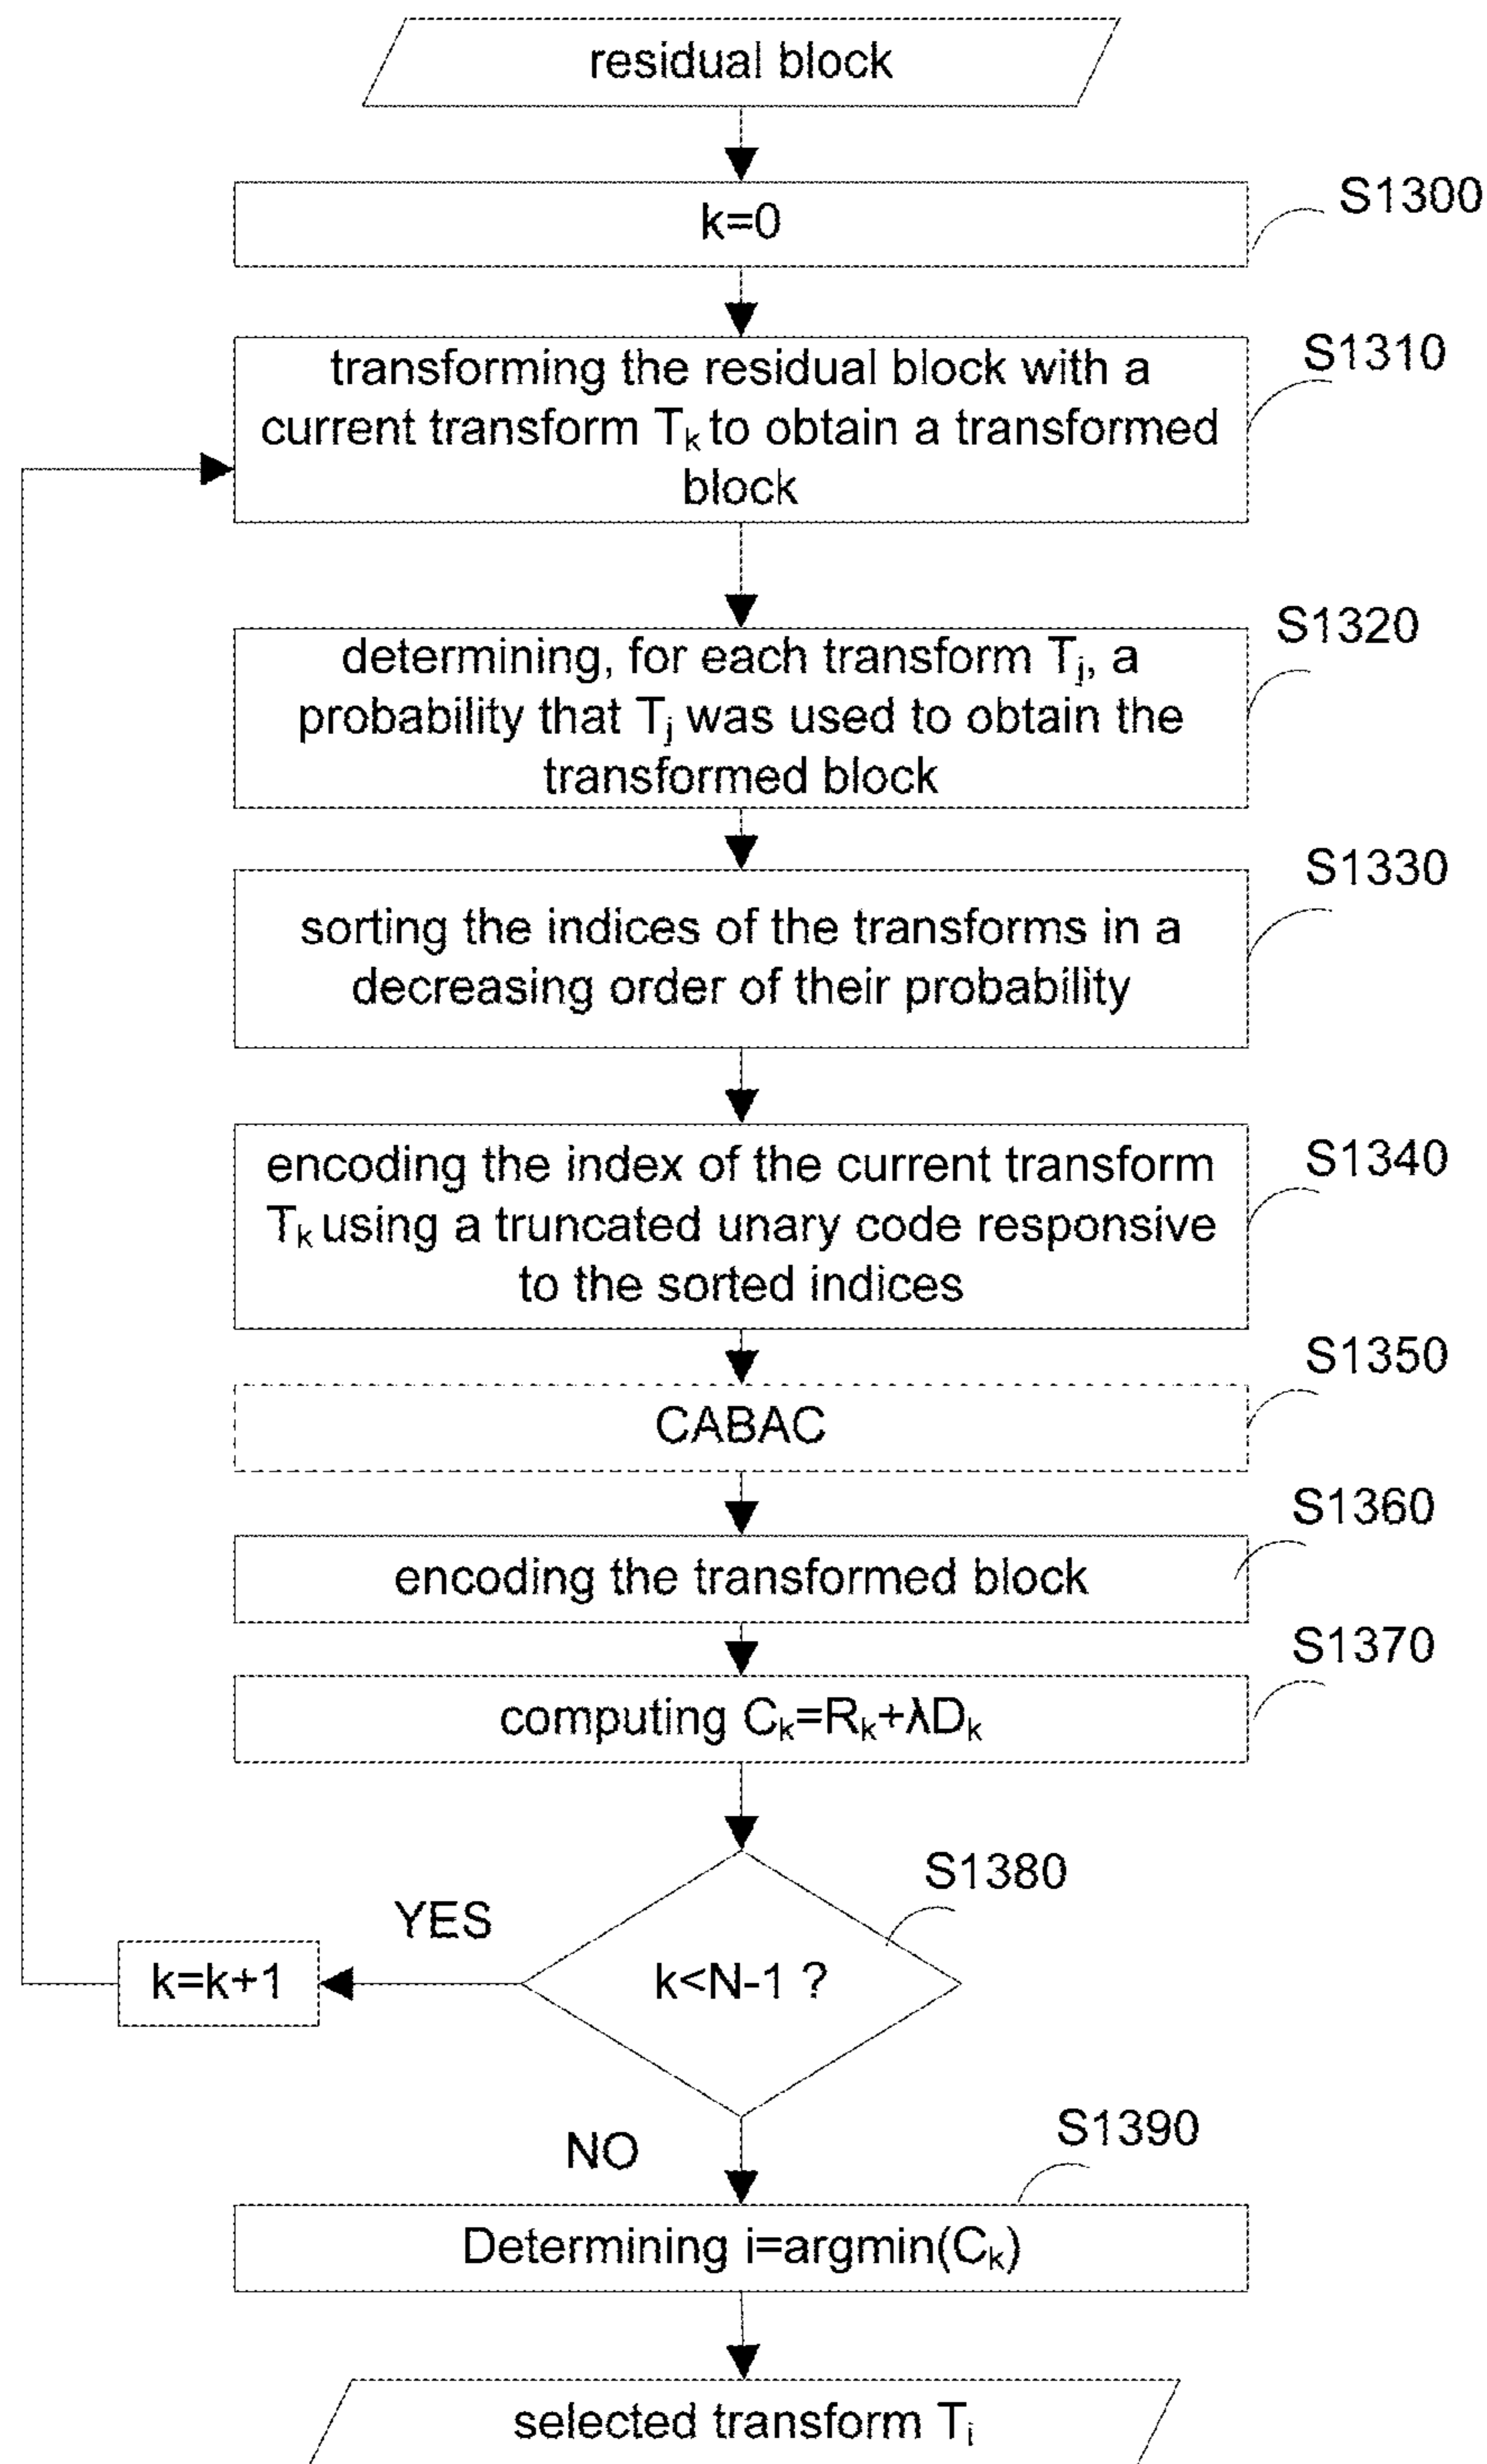 residual block
S1300
k=0
S1310
transforming the residual block with a
current transform Tₖ to obtain a transformed
block
S1320
determining, for each transform Tⱼ, a
probability that Tⱼ was used to obtain the
transformed block
S1330
sorting the indices of the transforms in a
decreasing order of their probability
S1340
encoding the index of the current transform
Tₖ using a truncated unary code responsive
to the sorted indices
S1350
CABAC
S1360
encoding the transformed block
S1370
computing Cₖ=Rₖ+λDₖ
S1380
YES
k=k+1
k<N-1 ?
NO
S1390
Determining i=argmin(Cₖ)
selected transform Tᵢ